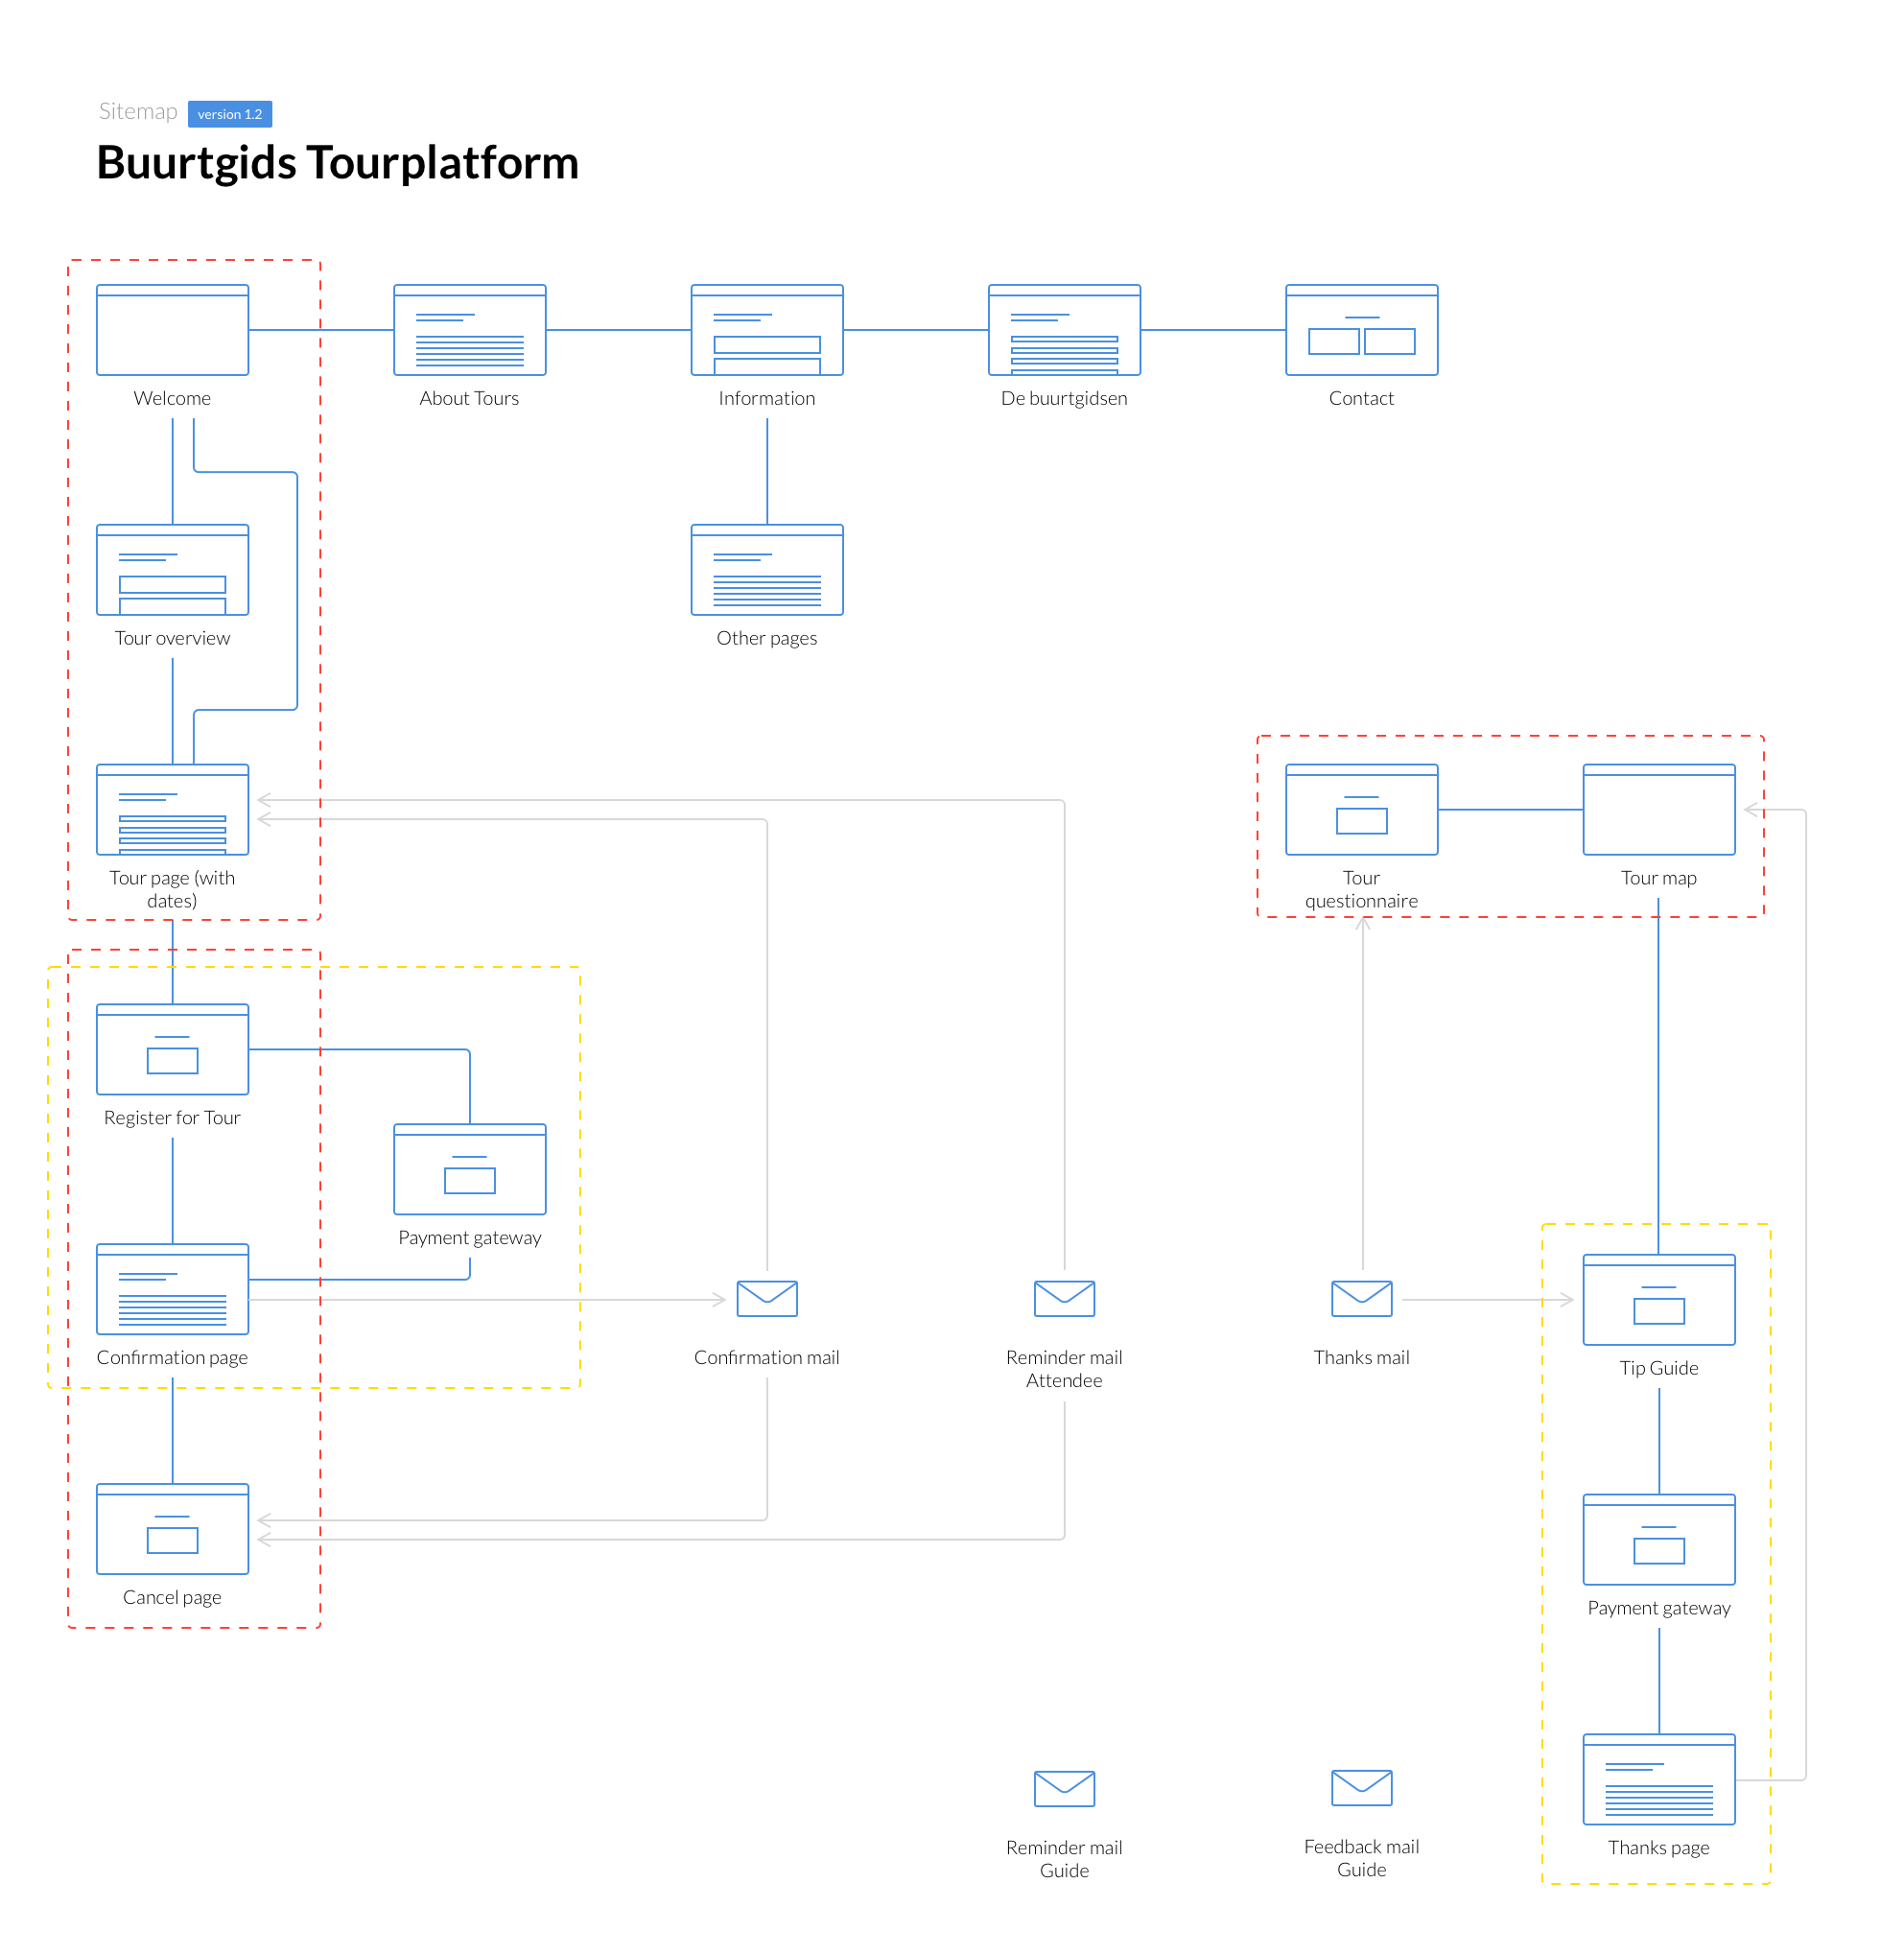 Sitemap version 1.2
Buurtgids Tourplatform
Welcome
About Tours
Information
De buurtgidsen
Contact
Tour overview
Other pages
Tour page (with
dates)
Tour
questionnaire
Tour map
Register for Tour
Payment gateway
Confirmation page
Confirmation mail
Reminder mail
Attendee
Thanks mail
Tip Guide
Cancel page
Payment gateway
Reminder mail
Guide
Feedback mail
Guide
Thanks page